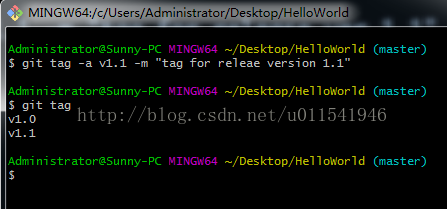 MINGW64:/c/Users/Administrator/Desktop/HelloWorld
Administrator@Sunny-PC MINGW64 ~/Desktop/HelloWorld (master)
$ git tag -a v1.1 -m "tag for releae version 1.1"
Administrator@Sunny-PC MINGW64 ~/Desktop/HelloWorld (master)
$ git tag
v1.0
http://blog.csdn.net/u011541946
v1.1
Administrator@Sunny-PC MINGW64 ~/Desktop/HelloWorld (master)
$